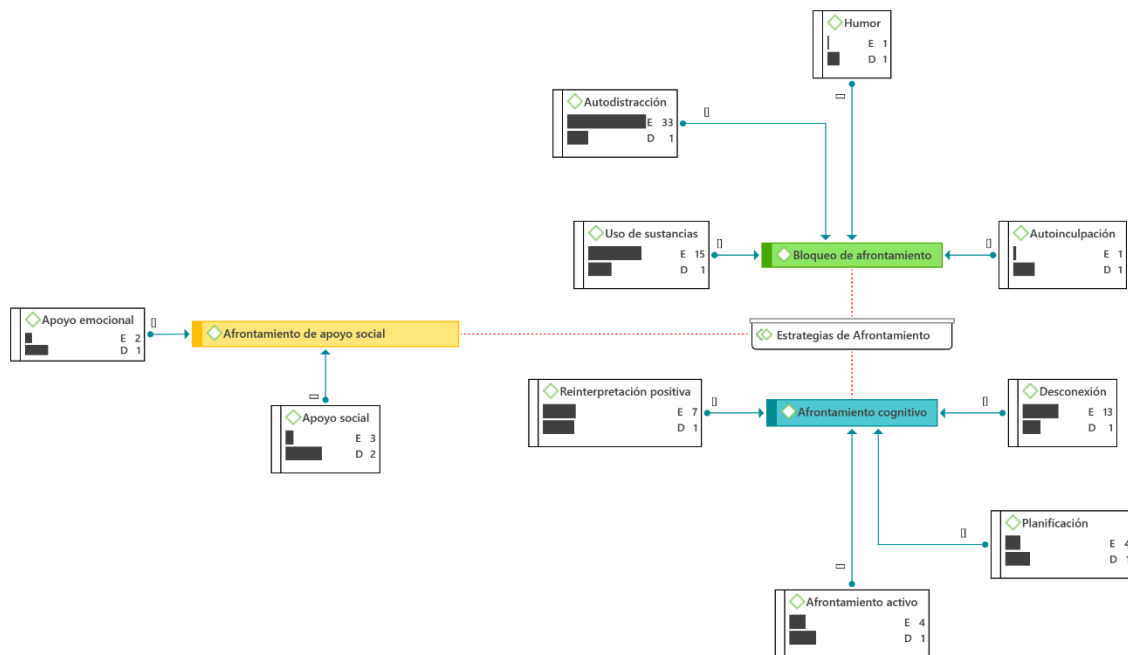 Humor
E 1
D 1
Autodistracción
E 33
D 1
[]
[]
Uso de sustancias
E 15
D 1
[]
Bloqueo de afrontamiento
[]
Autoinculpación
E 1
D 1
Apoyo emocional
E 2
D 1
[]
Afrontamiento de apoyo social
Estrategias de Afrontamiento
[]
Apoyo social
E 3
D 2
Reinterpretación positiva
E 7
D 1
[]
Afrontamiento cognitivo
[]
Desconexión
E 13
D 1
[]
Planificación
E 4
D 1
[]
Afrontamiento activo
E 4
D 1